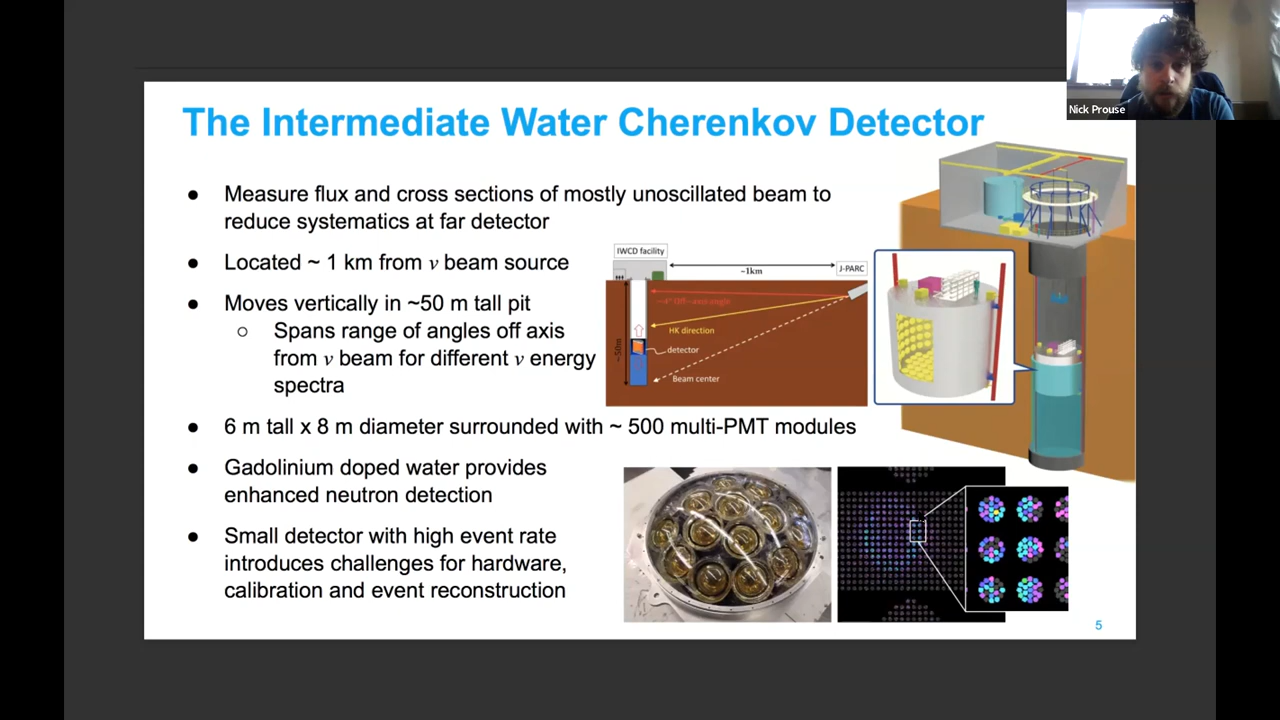 Nick Prouse
The Intermediate Water Cherenkov Detector
● Measure flux and cross sections of mostly unoscillated beam to
reduce systematics at far detector
● Located ~ 1 km from ν beam source
● Moves vertically in ~50 m tall pit
○ Spans range of angles off axis
from ν beam for different ν energy
spectra
● 6 m tall x 8 m diameter surrounded with ~ 500 multi-PMT modules
● Gadolinium doped water provides
enhanced neutron detection
● Small detector with high event rate
introduces challenges for hardware,
calibration and event reconstruction
IWCD facility
~1km
J-PARC
~4° Off-axis angle
HK direction
detector
~50m
Beam center
5